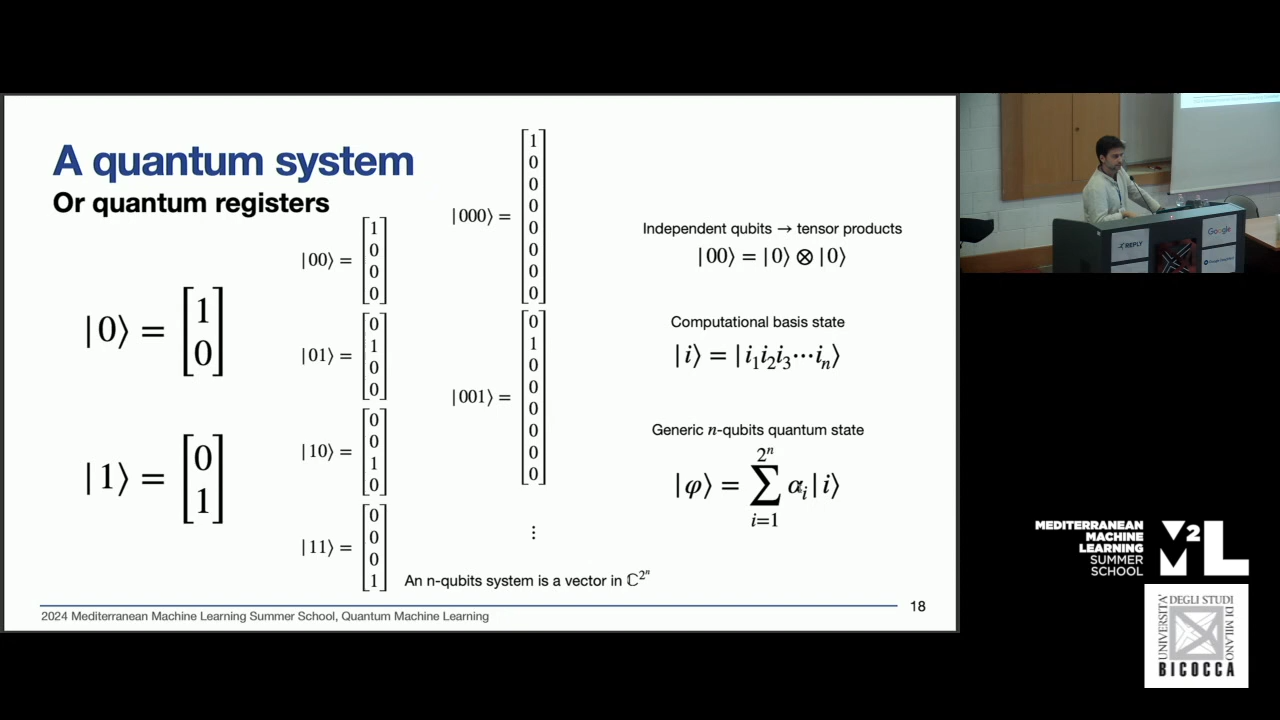 A quantum system
Or quantum registers
|0⟩ = [1 0]
|1⟩ = [0 1]
|00⟩ = [1 0 0 0]
|01⟩ = [0 1 0 0]
|10⟩ = [0 0 1 0]
|11⟩ = [0 0 0 1]
|000⟩ = [1 0 0 0 0 0 0 0]
|001⟩ = [0 1 0 0 0 0 0 0]
⋮
An n-qubits system is a vector in ℂ^{2^n}
Independent qubits → tensor products
|00⟩ = |0⟩ ⊗ |0⟩
Computational basis state
|i⟩ = |i₁i₂i₃⋯iₙ⟩
Generic n-qubits quantum state
|φ⟩ = ∑_{i=1}^{2^n} αᵢ|i⟩
2024 Mediterranean Machine Learning Summer School, Quantum Machine Learning
18
REPLY
Google
MEDITERRANEAN
MACHINE
LEARNING
SUMMER
SCHOOL
M2L
UNIVERSITÀ DEGLI STUDI DI MILANO
BICOCCA